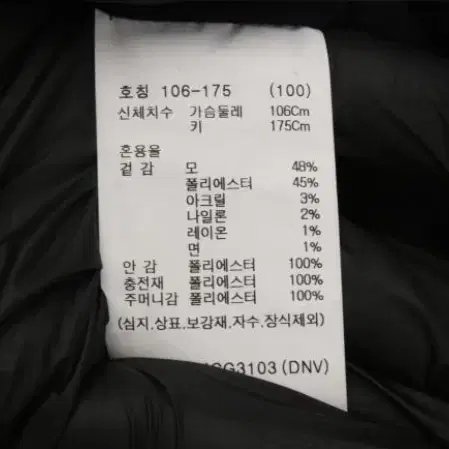 호칭 106-175 (100)
신체치수 가슴둘레 106Cm
키 175Cm
혼용율
겉 감 모 48%
폴리에스터 45%
아크릴 3%
나일론 2%
레이온 1%
면 1%
안 감 폴리에스터 100%
충전재 폴리에스터 100%
주머니감 폴리에스터 100%
(심지.상표.보강재.자수.장식제외)
G3103 (DNV)